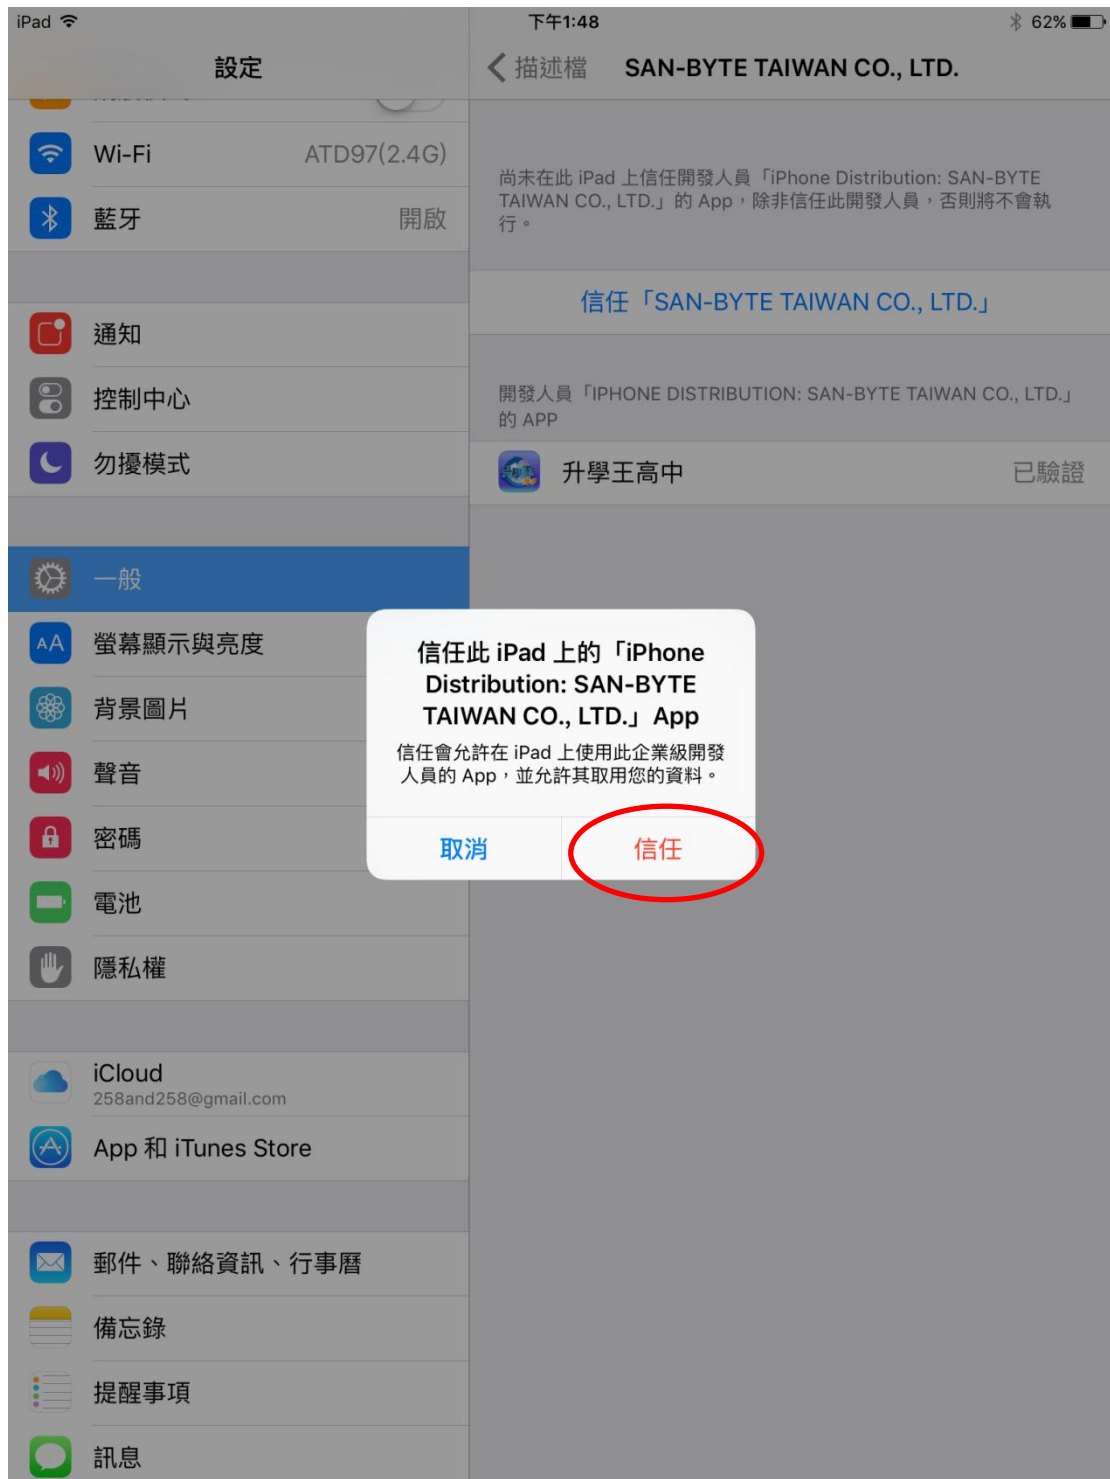 iPad
下午1:48
62%
設定
描述檔
SAN-BYTE TAIWAN CO., LTD.
Wi-Fi
ATD97(2.4G)
藍牙
開啟
通知
控制中心
勿擾模式
一般
螢幕顯示與亮度
背景圖片
聲音
密碼
電池
隱私權
iCloud
258and258@gmail.com
App 和 iTunes Store
郵件、聯絡資訊、行事曆
備忘錄
提醒事項
訊息
尚未在此 iPad 上信任開發人員「iPhone Distribution: SAN-BYTE
TAIWAN CO., LTD.」的 App，除非信任此開發人員，否則將不會執
行。
信任「SAN-BYTE TAIWAN CO., LTD.」
開發人員「IPHONE DISTRIBUTION: SAN-BYTE TAIWAN CO., LTD.」
的 APP
升學王高中
已驗證
信任此 iPad 上的「iPhone
Distribution: SAN-BYTE
TAIWAN CO., LTD.」App
信任會允許在 iPad 上使用此企業級開發
人員的 App，並允許其取用您的資料。
取消
信任